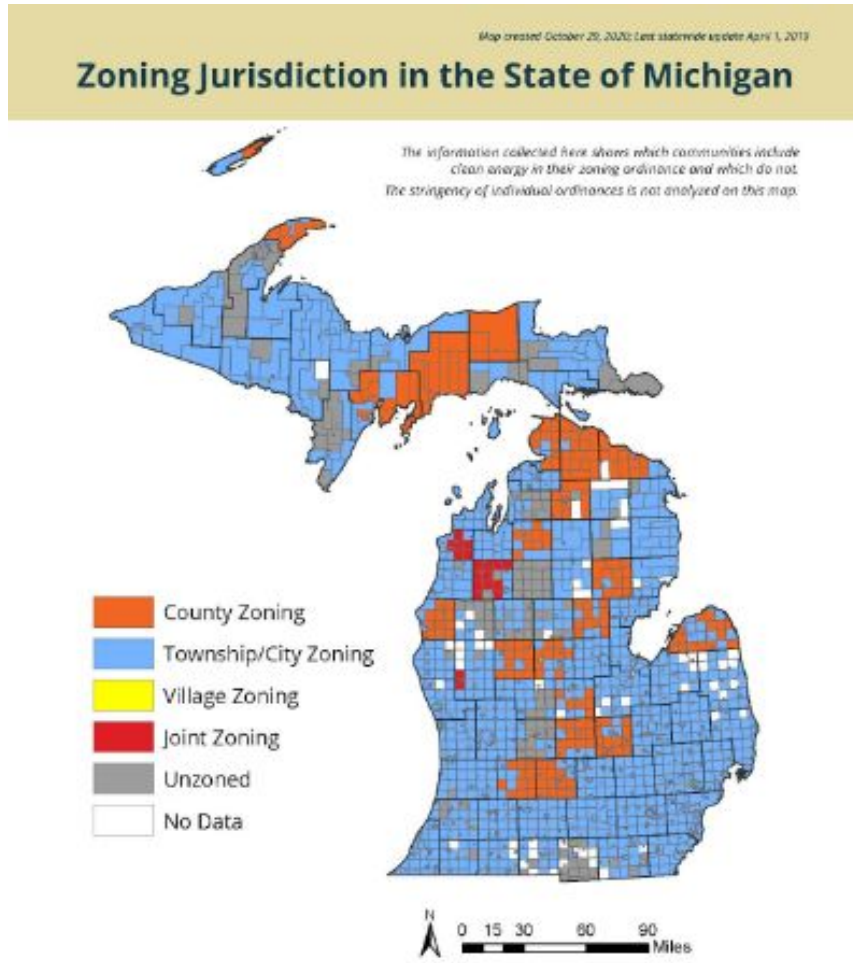 Map created October 29, 2020; Last statewide update April 1, 2019
Zoning Jurisdiction in the State of Michigan
The information collected here shows which communities include
clean energy in their zoning ordinance and which do not.
The stringency of individual ordinances is not analyzed on this map.
County Zoning
Township/City Zoning
Village Zoning
Joint Zoning
Unzoned
No Data
N
0 15 30 60 90
Miles